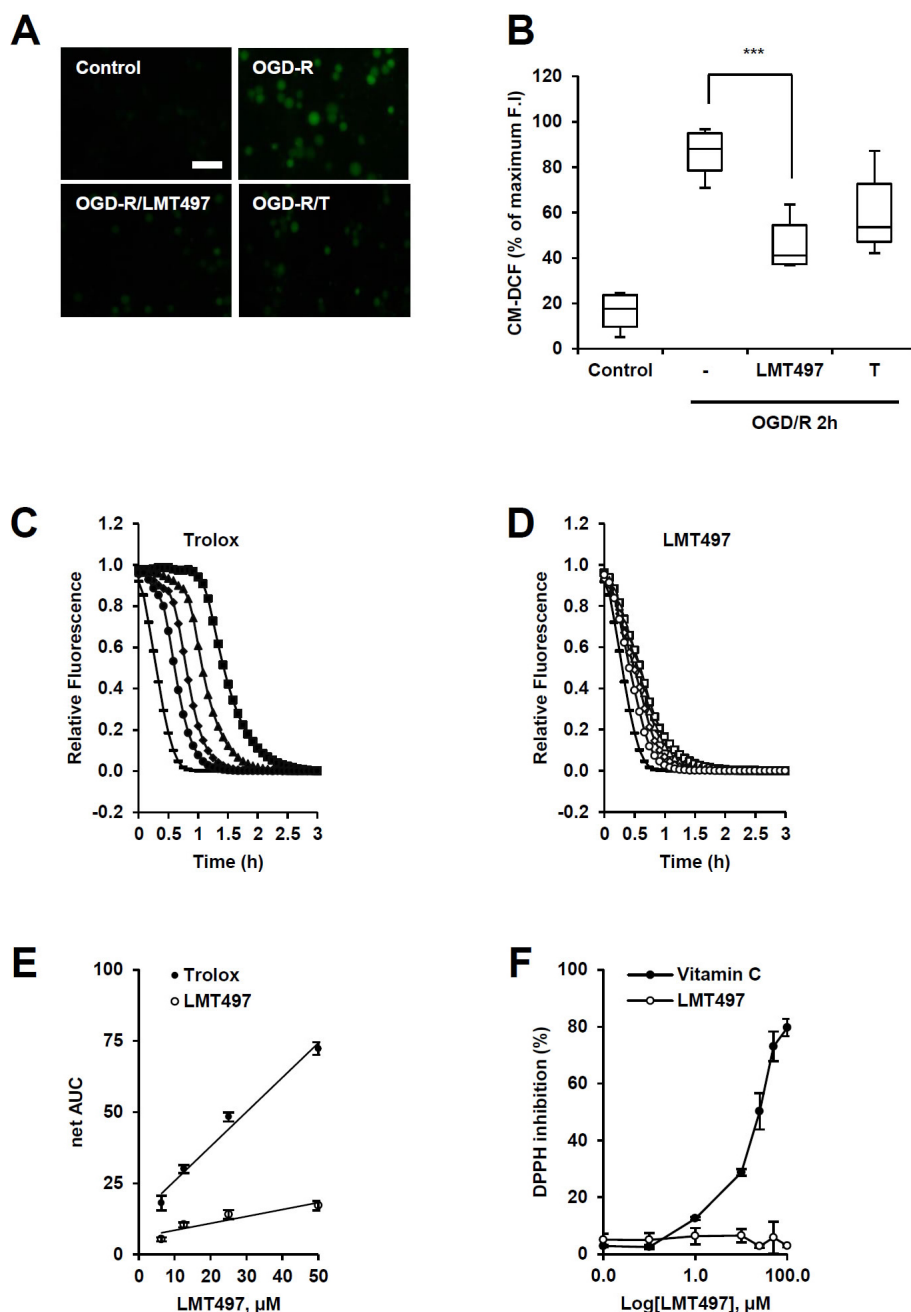 A
Control
OGD-R
OGD-R/LMT497
OGD-R/T
B
***
CM-DCF (% of maximum F.I)
120
100
80
60
40
20
0
Control
-
LMT497
T
OGD/R 2h
C
Trolox
Relative Fluorescence
1.2
1.0
0.8
0.6
0.4
0.2
0.0
-0.2
0 0.5 1 1.5 2 2.5 3
Time (h)
D
LMT497
Relative Fluorescence
1.2
1.0
0.8
0.6
0.4
0.2
0.0
-0.2
0 0.5 1 1.5 2 2.5 3
Time (h)
E
Trolox
LMT497
net AUC
100
75
50
25
0
0 10 20 30 40 50
LMT497, µM
F
Vitamin C
LMT497
DPPH inhibition (%)
100
80
60
40
20
0
0.0 1.0 100.0
Log[LMT497], µM